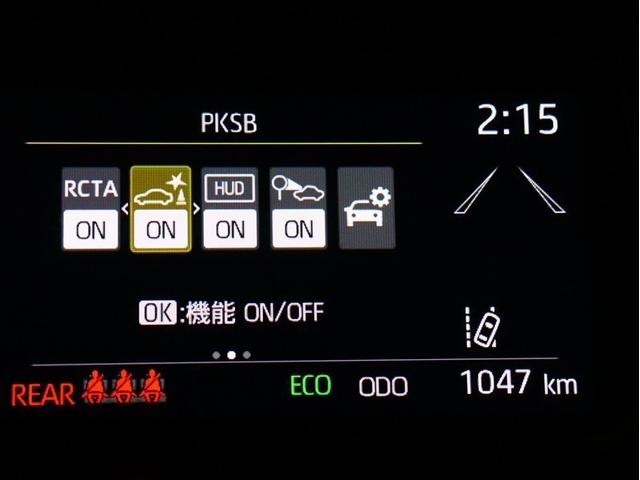 PKSB
2:15
RCTA
HUD
ON ON ON ON
OK:機能 ON/OFF
REAR ECO ODO 1047 km